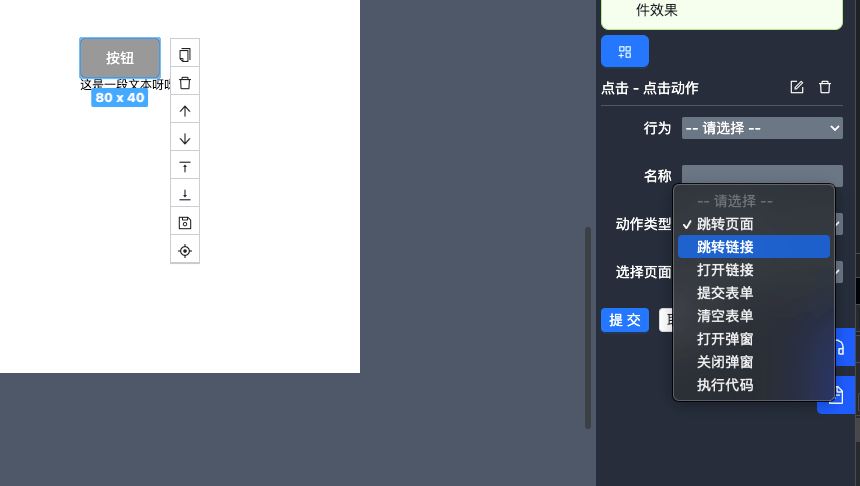 件效果
按钮
这是一段文本呀
80 x 40
点击 - 点击动作
行为
-- 请选择 --
名称
动作类型
选择页面
-- 请选择 --
跳转页面
跳转链接
打开链接
提交表单
清空表单
打开弹窗
关闭弹窗
执行代码
提 交